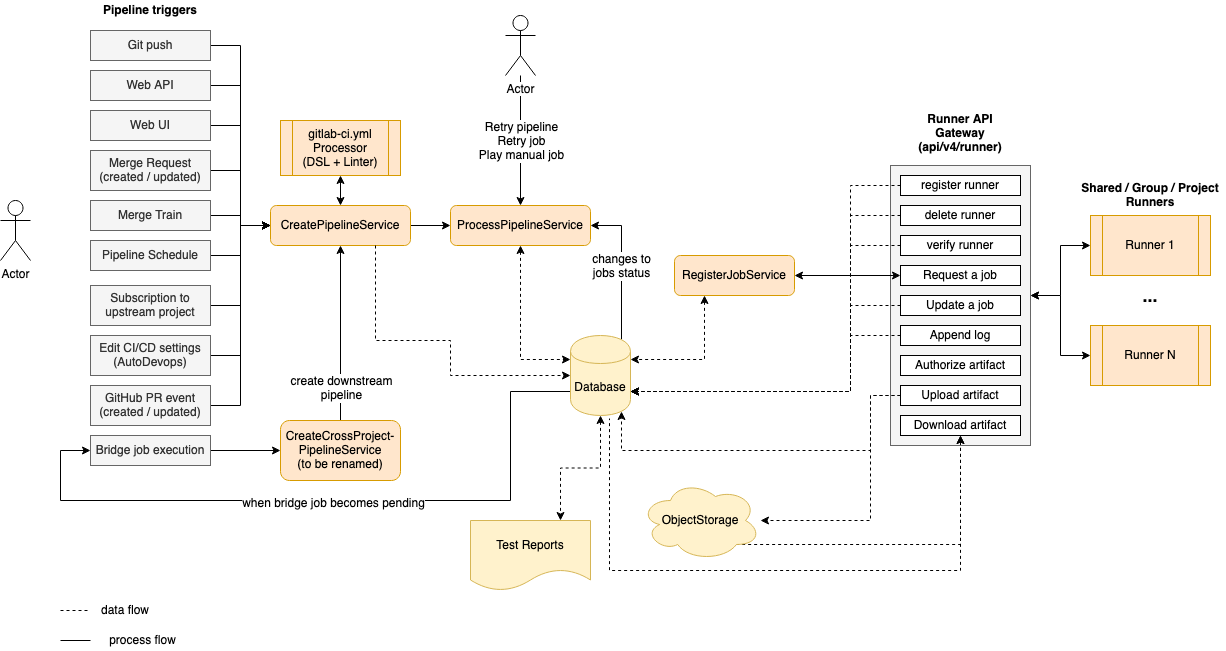 Pipeline triggers
Git push
Web API
Web UI
Merge Request
(created / updated)
Merge Train
Pipeline Schedule
Subscription to
upstream project
Edit CI/CD settings
(AutoDevops)
GitHub PR event
(created / updated)
Bridge job execution
Actor
gitlab-ci.yml
Processor
(DSL + Linter)
CreatePipelineService
create downstream
pipeline
CreateCrossProject-
PipelineService
(to be renamed)
when bridge job becomes pending
Actor
Retry pipeline
Retry job
Play manual job
ProcessPipelineService
changes to
jobs status
RegisterJobService
Database
Test Reports
ObjectStorage
Runner API
Gateway
(api/v4/runner)
register runner
delete runner
verify runner
Request a job
Update a job
Append log
Authorize artifact
Upload artifact
Download artifact
Shared / Group / Project
Runners
Runner 1
...
Runner N
data flow
process flow